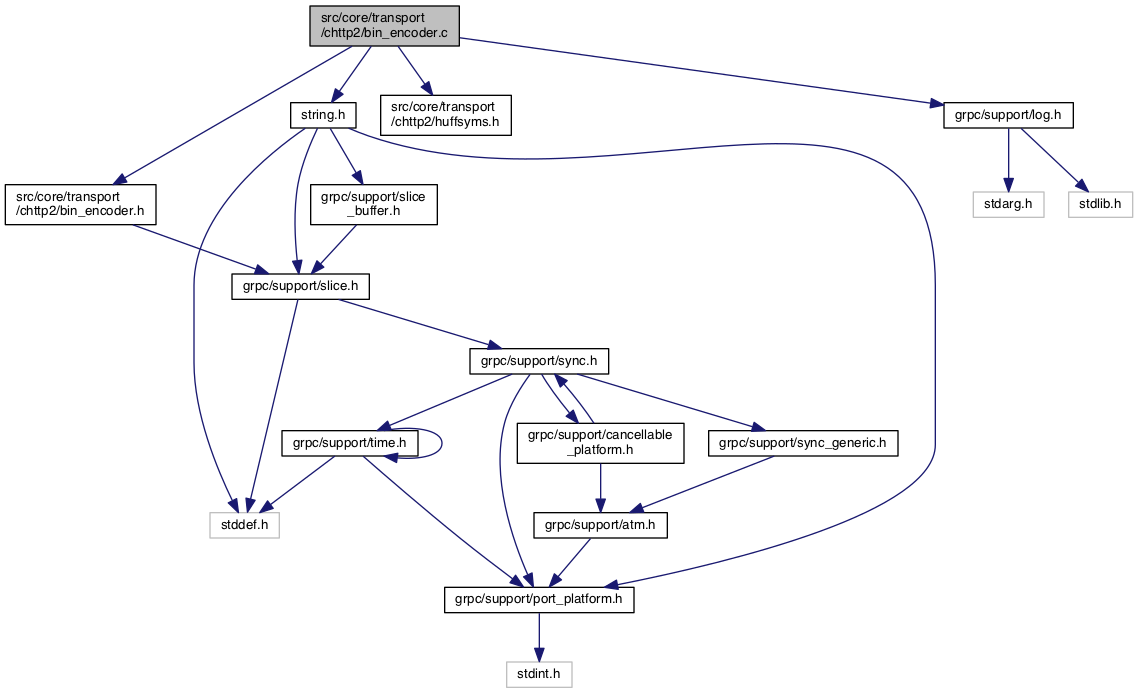 src/core/transport
/chttp2/bin_encoder.c
string.h
src/core/transport
/chttp2/huffsyms.h
grpc/support/log.h
src/core/transport
/chttp2/bin_encoder.h
grpc/support/slice
_buffer.h
stdarg.h
stdlib.h
grpc/support/slice.h
grpc/support/sync.h
grpc/support/time.h
grpc/support/cancellable
_platform.h
grpc/support/sync_generic.h
stddef.h
grpc/support/atm.h
grpc/support/port_platform.h
stdint.h